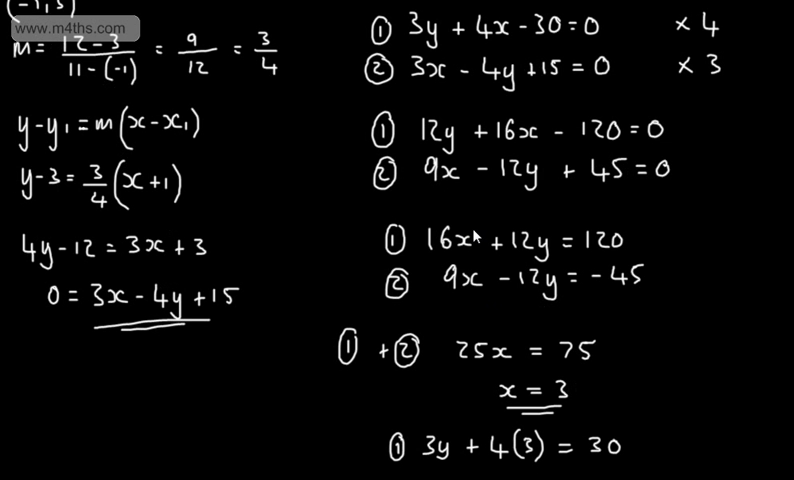 (-1,3)
www.m4ths.com
m = 12-3 / 11-(-1) = 9/12 = 3/4
y-y₁ = m(x-x₁)
y-3 = 3/4 (x+1)
4y-12 = 3x+3
0 = 3x-4y+15
① 3y + 4x - 30 = 0 × 4
② 3x - 4y + 15 = 0 × 3
① 12y + 16x - 120 = 0
② 9x - 12y + 45 = 0
① 16x + 12y = 120
② 9x - 12y = -45
① + ② 25x = 75
x = 3
① 3y + 4(3) = 30